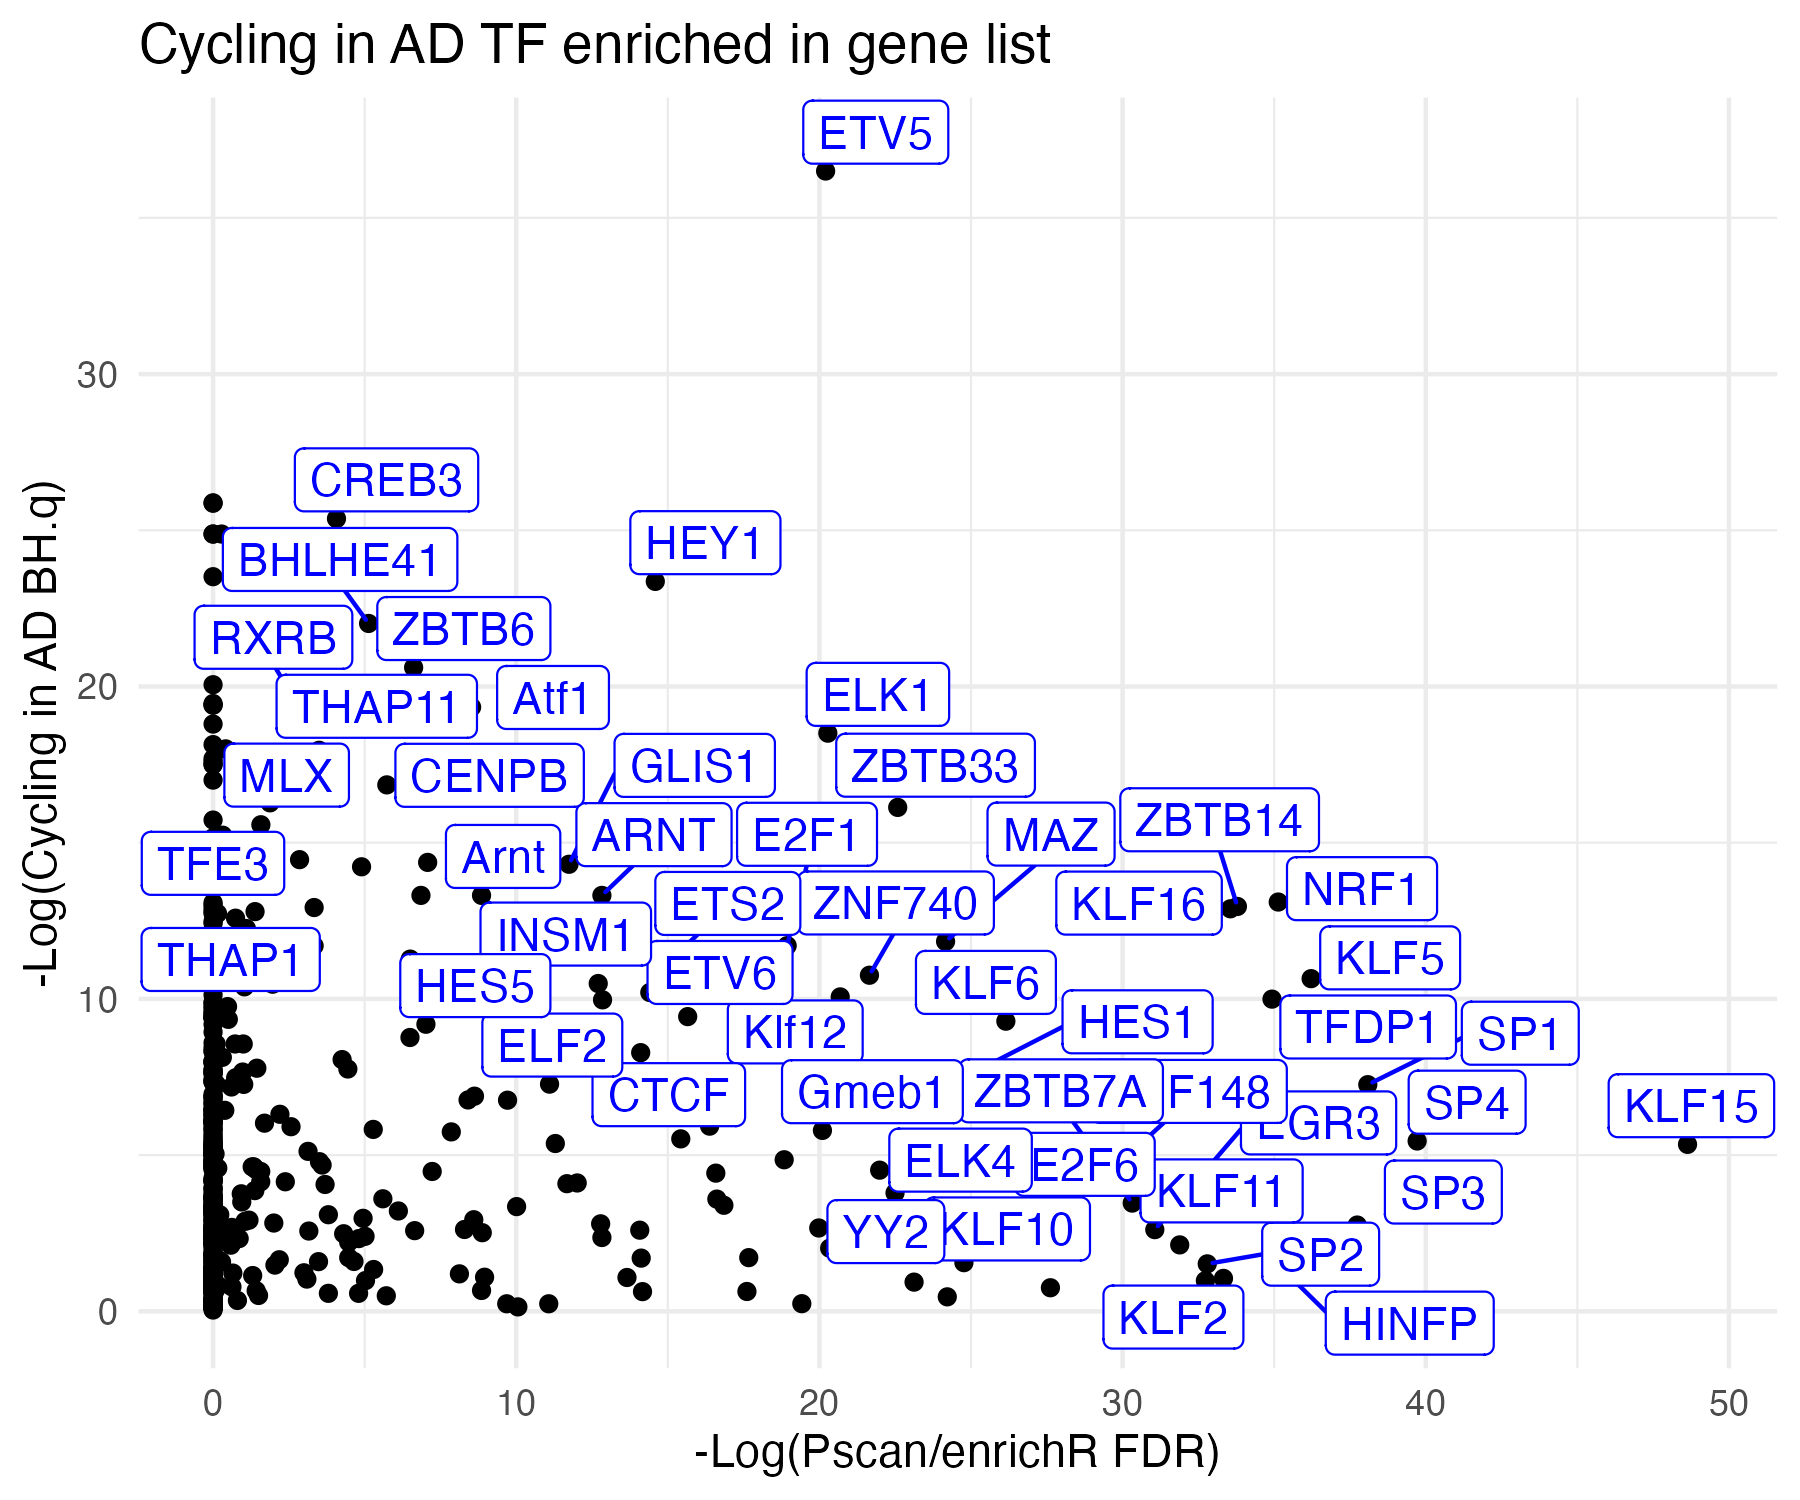 Cycling in AD TF enriched in gene list
-Log(Cycling in AD BH.q)
30
20
10
0
ETV5
CREB3
BHLHE41
HEY1
RXRB
ZBTB6
THAP11
Atf1
ELK1
MLX
CENPB
GLIS1
ZBTB33
TFE3
Arnt
ARNT
E2F1
MAZ
ZBTB14
ETS2
ZNF740
KLF16
NRF1
THAP1
INSM1
HES5
ETV6
KLF6
KLF5
ELF2
Klf12
HES1
TFDP1
SP1
CTCF
Gmeb1
ZBTB7A
F148
EGR3
SP4
KLF15
ELK4
E2F6
KLF11
SP3
YY2
KLF10
SP2
KLF2
HINFP
0 10 20 30 40 50
-Log(Pscan/enrichR FDR)